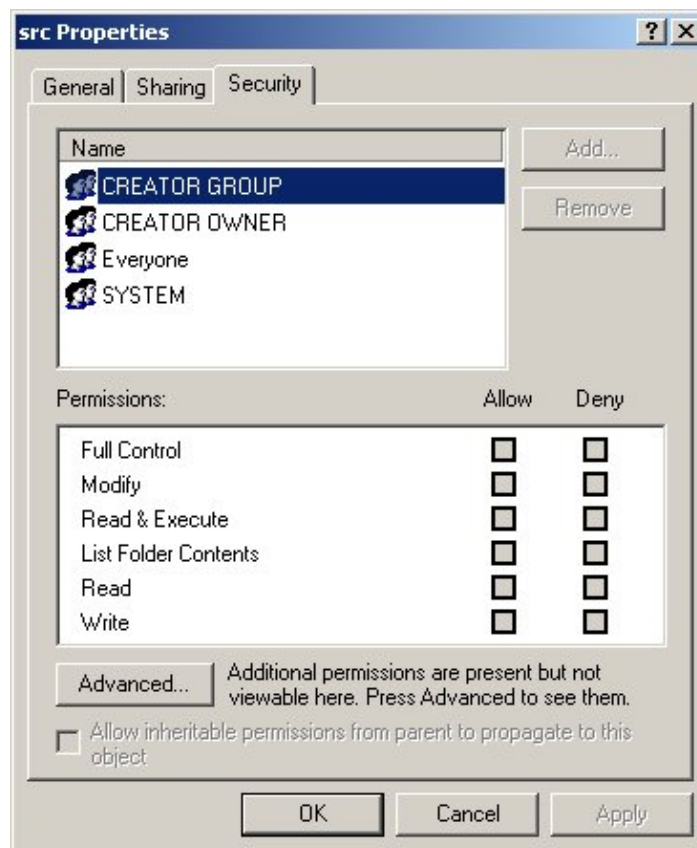 src Properties
General Sharing Security
Name
Add...
CREATOR GROUP
Remove
CREATOR OWNER
Everyone
SYSTEM
Permissions: Allow Deny
Full Control
Modify
Read & Execute
List Folder Contents
Read
Write
Advanced...
Additional permissions are present but not
viewable here. Press Advanced to see them.
Allow inheritable permissions from parent to propagate to this
object
OK Cancel Apply